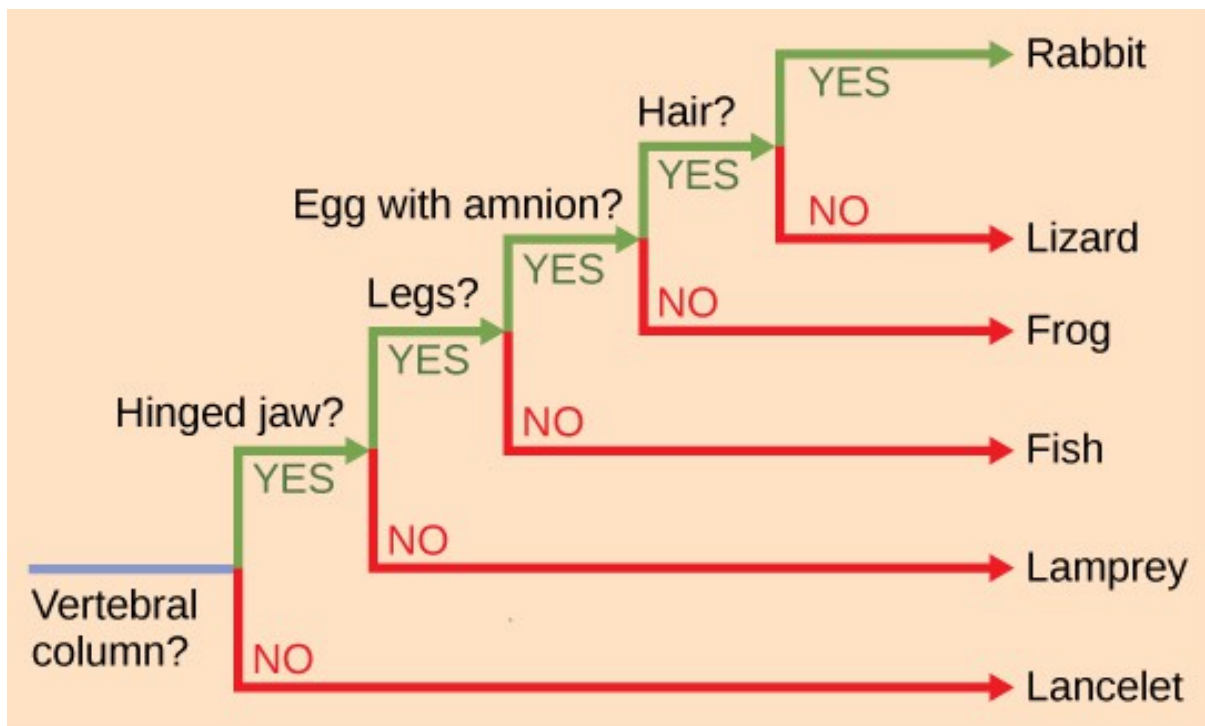 Rabbit
YES
Hair?
YES
NO
Lizard
Egg with amnion?
YES
NO
Frog
Legs?
YES
NO
Fish
Hinged jaw?
YES
NO
Lamprey
Vertebral
column?
NO
Lancelet